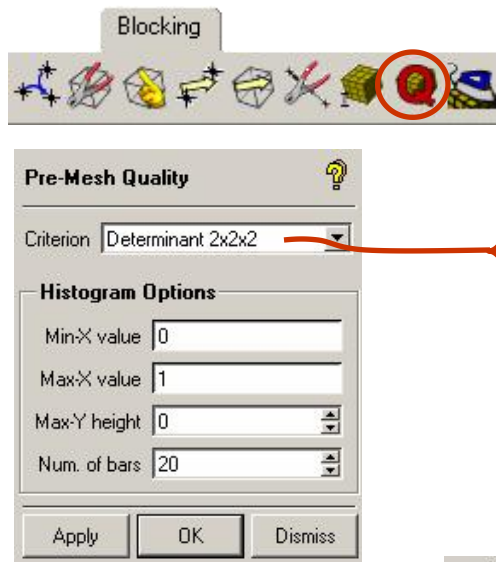 Blocking
Q
Pre-Mesh Quality ?
Criterion Determinant 2x2x2
Histogram Options
Min-X value 0
Max-X value 1
Max-Y height 0
Num. of bars 20
Apply OK Dismiss